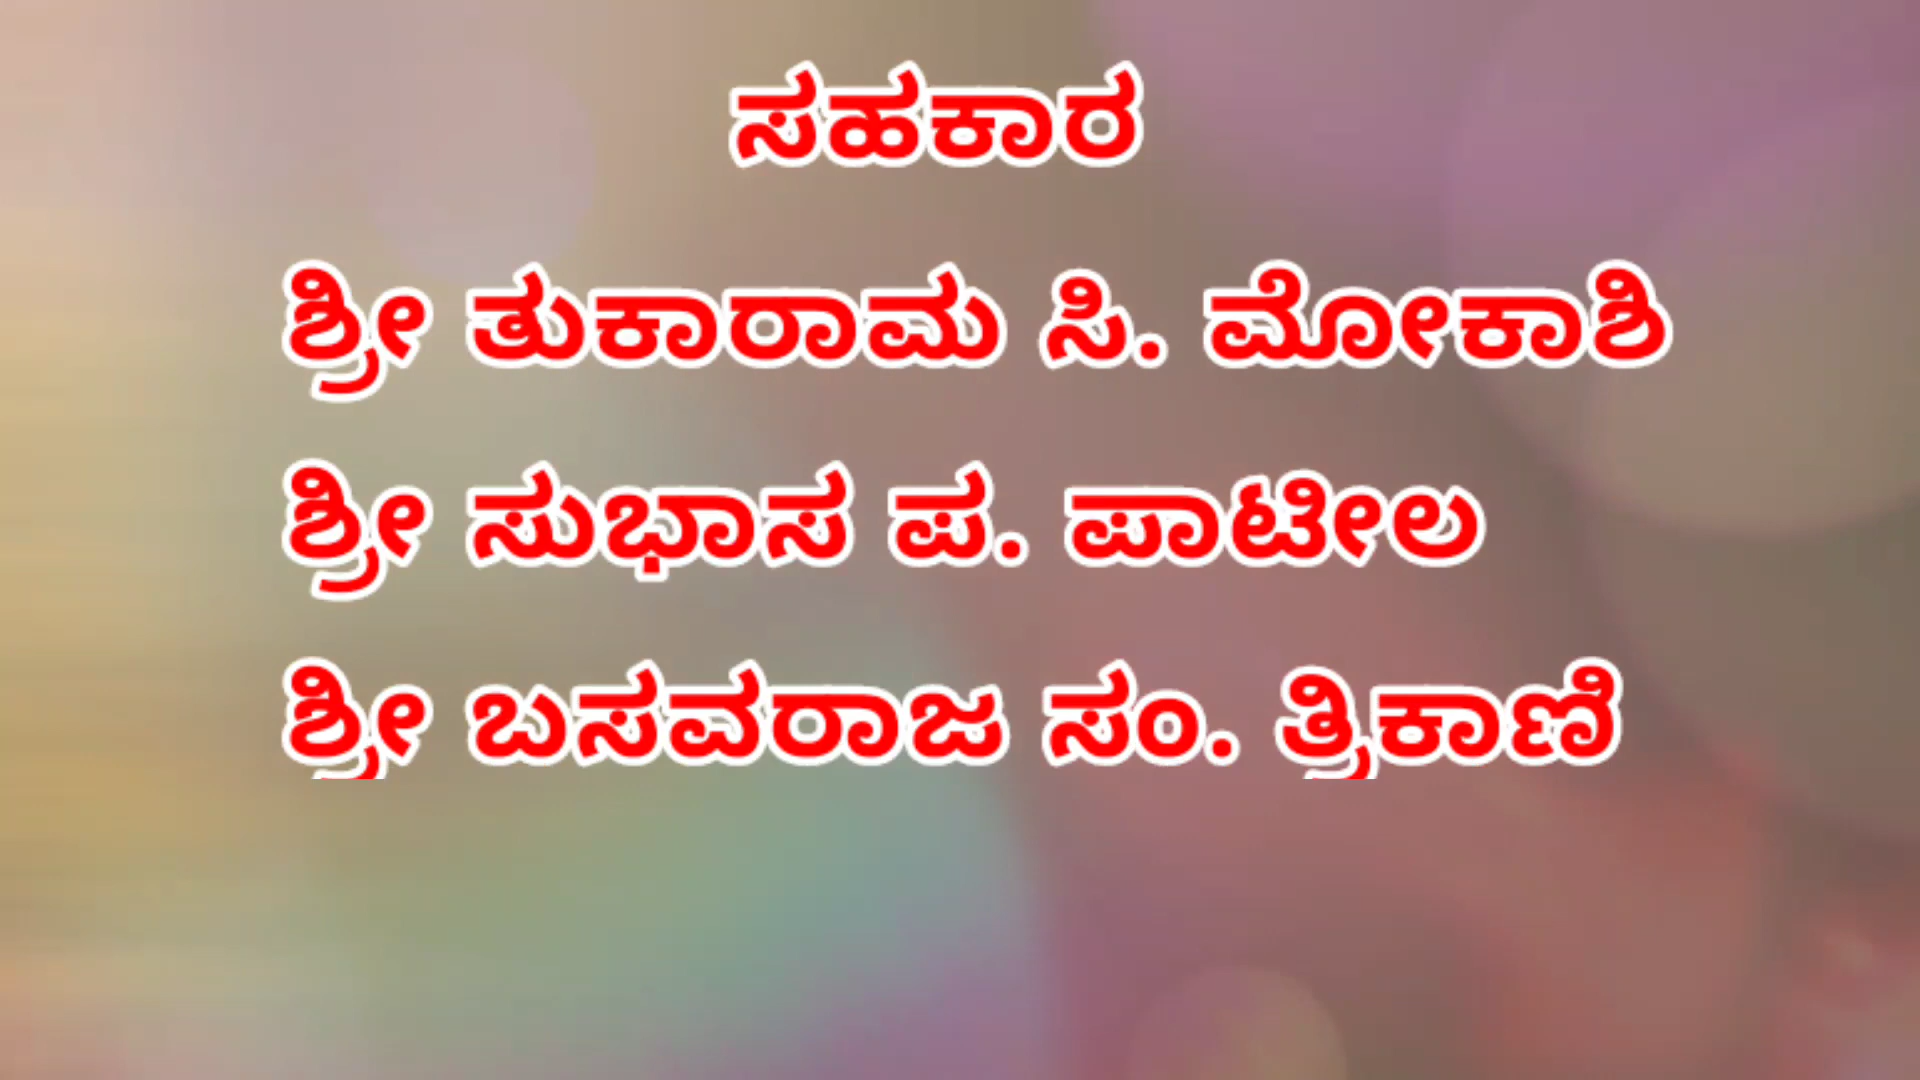 ಸಹಕಾರ
ಶ್ರೀ ತುಕಾರಾಮ ಸಿ. ಮೋಕಾಶಿ
ಶ್ರೀ ಸುಭಾಸ ಪ. ಪಾಟೀಲ
ಶ್ರೀ ಬಸವರಾಜ ಸಂ. ತ್ರಿಕಾಣಿ